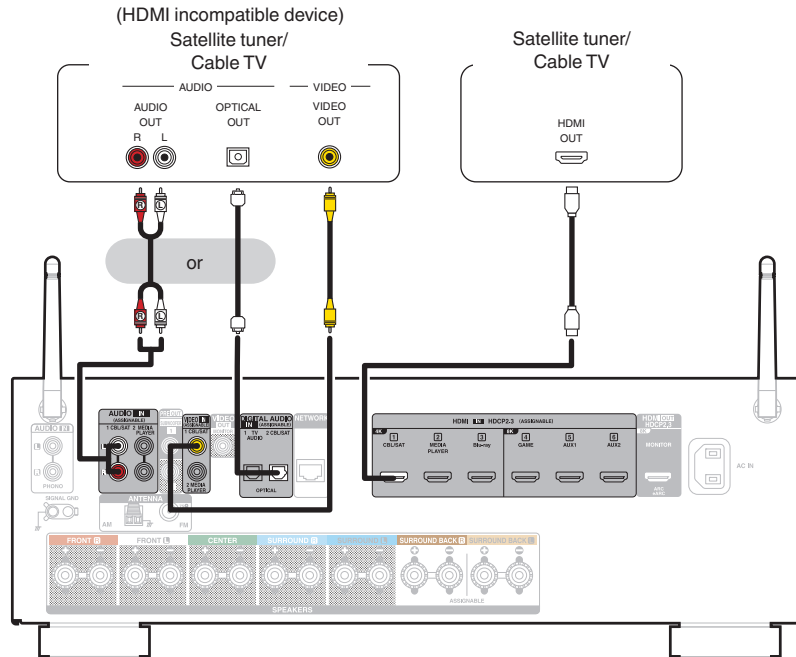 (HDMI incompatible device)
Satellite tuner/
Cable TV
AUDIO
VIDEO
AUDIO
OUT
OPTICAL
OUT
VIDEO
OUT
R L
Satellite tuner/
Cable TV
HDMI
OUT
R L
or
R L
AUDIO IN
PHONO
SIGNAL GND
AUDIO IN
(ASSIGNABLE)
1 CBL/SAT 2 MEDIA
PLAYER
VIDEO IN
(ASSIGNABLE)
1 CBL/SAT
2 MEDIA
PLAYER
VIDEO
OUT
MONITOR
DIGITAL AUDIO
IN (ASSIGNABLE)
1 TV
AUDIO
2 CBL/SAT
OPTICAL
NETWORK
ANTENNA
AM
FM
HDMI IN HDCP2.3 (ASSIGNABLE)
4K
8K
1
CBL/SAT
2
MEDIA
PLAYER
3
Blu-ray
4
GAME
5
AUX1
6
AUX2
HDMI OUT
HDCP2.3
MONITOR
ARC
eARC
AC IN
FRONT R
FRONT L
CENTER
SURROUND R
SURROUND L
SURROUND BACK R
SURROUND BACK L
ASSIGNABLE
SPEAKERS